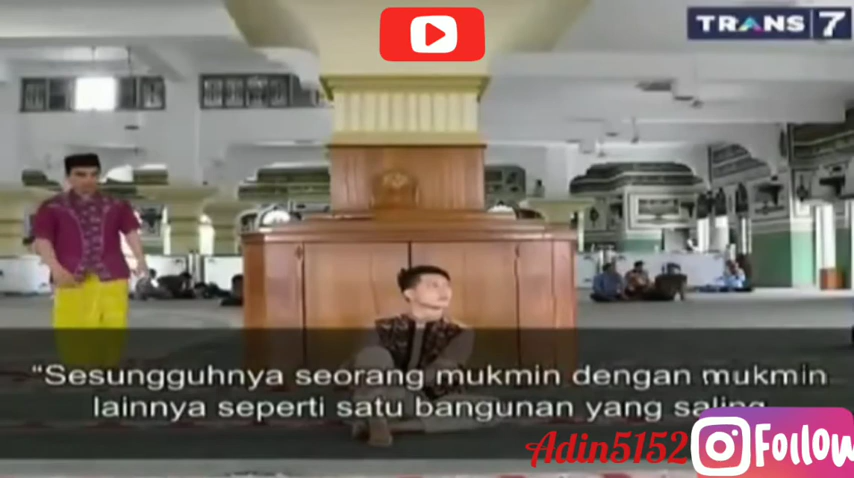 TRANS|7
“Sesungguhnya seorang mukmin dengan mukmin
lainnya seperti satu bangunan yang saling
Adin5152
Follow